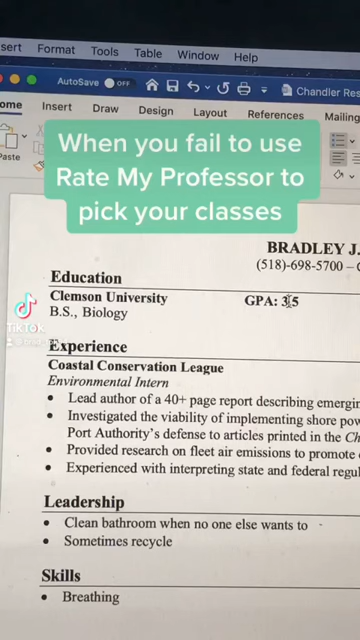 sert Format Tools Table Window Help
AutoSave OFF
Chandler Res
ome Insert Draw Design Layout References Mailing
Paste
When you fail to use
Rate My Professor to
pick your classes
BRADLEY J.
(518)-698-5700 –
Education
Clemson University GPA: 3.5
B.S., Biology
TikTok
Experience
Coastal Conservation League
Environmental Intern
• Lead author of a 40+ page report describing emergin
• Investigated the viability of implementing shore pow
Port Authority's defense to articles printed in the Ch
• Provided research on fleet air emissions to promote
• Experienced with interpreting state and federal regul
Leadership
• Clean bathroom when no one else wants to
• Sometimes recycle
Skills
• Breathing